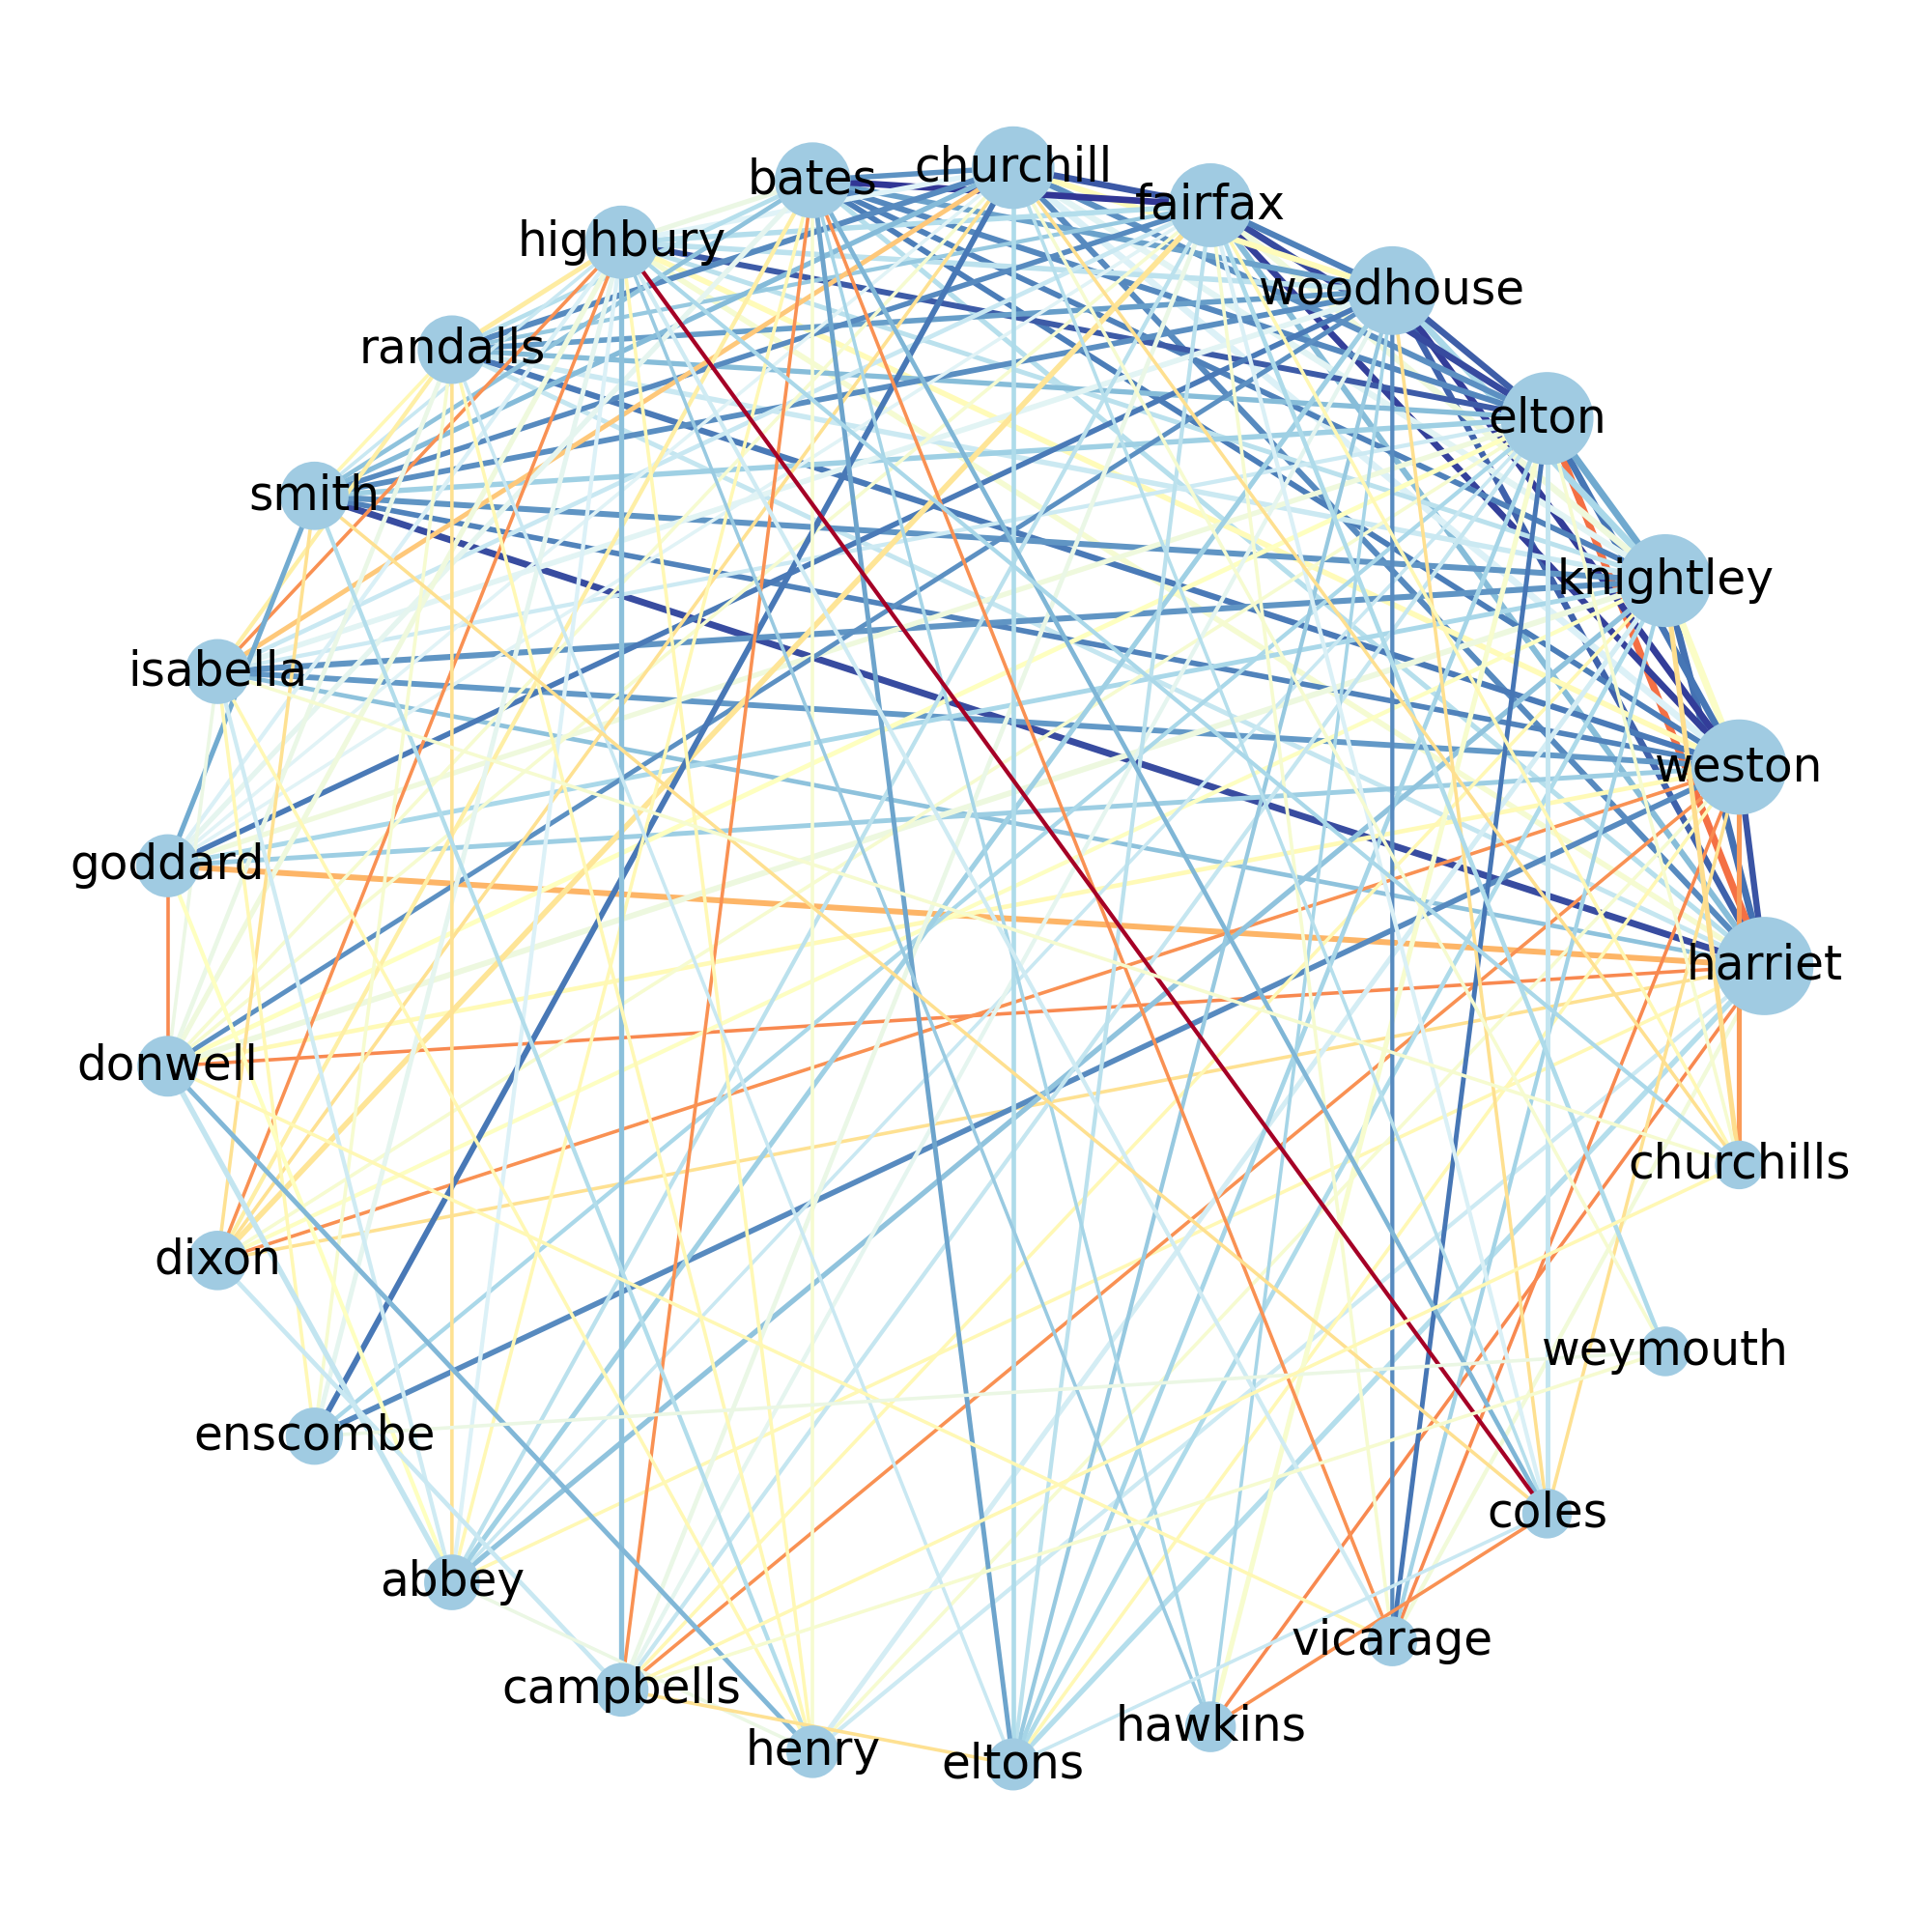 churchill
bates
fairfax
highbury
woodhouse
randalls
elton
smith
knightley
isabella
weston
goddard
harriet
donwell
churchills
dixon
weymouth
enscombe
coles
abbey
vicarage
campbells
hawkins
henry
eltons